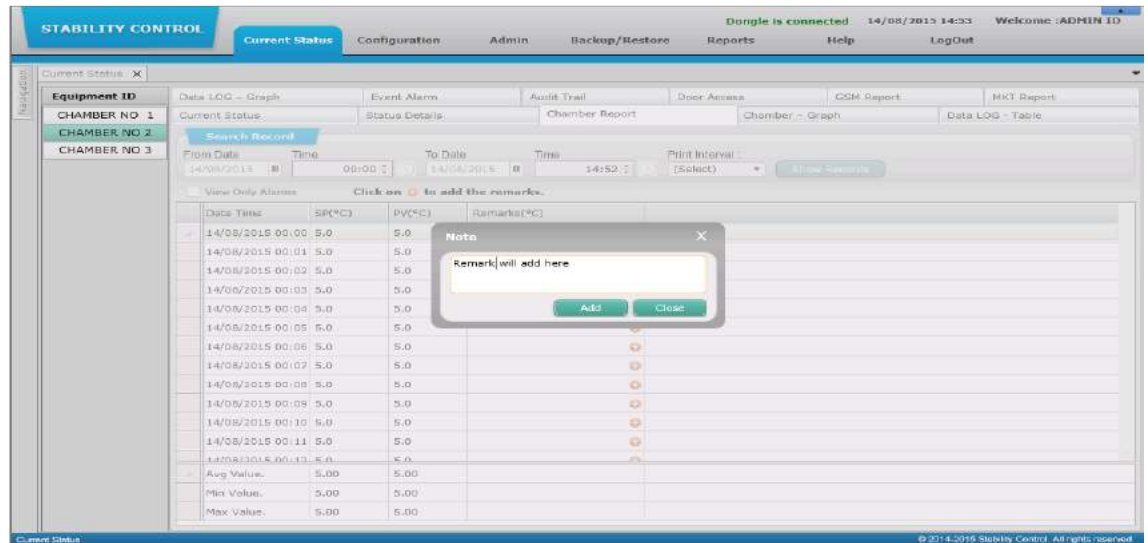 Dongle is connected 14/08/2015 14:53 Welcome :ADMIN ID
STABILITY CONTROL
Current Status Configuration Admin Backup/Restore Reports Help LogOut
Navigation
Current Status X
Equipment ID
CHAMBER NO 1
CHAMBER NO 2
CHAMBER NO 3
Data LOG - Graph Event Alarm Audit Trail Door Access GSM Report MKT Report
Current Status Status Details Chamber Report Chamber - Graph Data LOG - Table
Search Record
From Date Time To Date Time Print Interval :
14/08/2015 00:00 14/08/2015 14:52 (Select) Show Records
View Only Alarms Click on to add the remarks.
Date Time SP(°C) PV(°C) Remarks(°C)
14/08/2015 00:00 5.0 5.0
14/08/2015 00:01 5.0 5.0
14/08/2015 00:02 5.0 5.0
14/08/2015 00:03 5.0 5.0
14/08/2015 00:04 5.0 5.0
14/08/2015 00:05 5.0 5.0
14/08/2015 00:06 5.0 5.0
14/08/2015 00:07 5.0 5.0
14/08/2015 00:08 5.0 5.0
14/08/2015 00:09 5.0 5.0
14/08/2015 00:10 5.0 5.0
14/08/2015 00:11 5.0 5.0
14/08/2015 00:12 5.0 5.0
Avg Value. 5.00 5.00
Min Value. 5.00 5.00
Max Value. 5.00 5.00
Note X
Remark will add here
Add Close
Current Status © 2014-2015 Stability Control. All rights reserved